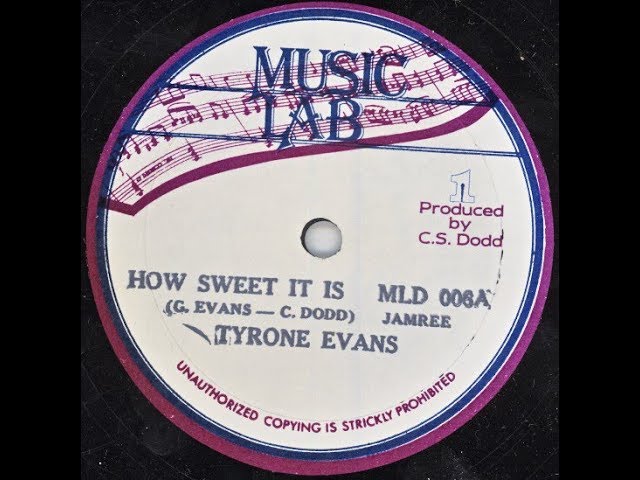 MUSIC
LAB
1
Produced
by
C.S. Dodd
HOW SWEET IT IS MLD 006A
(G. EVANS — C. DODD) JAMREE
TYRONE EVANS
UNAUTHORIZED COPYING IS STRICTLY PROHIBITED